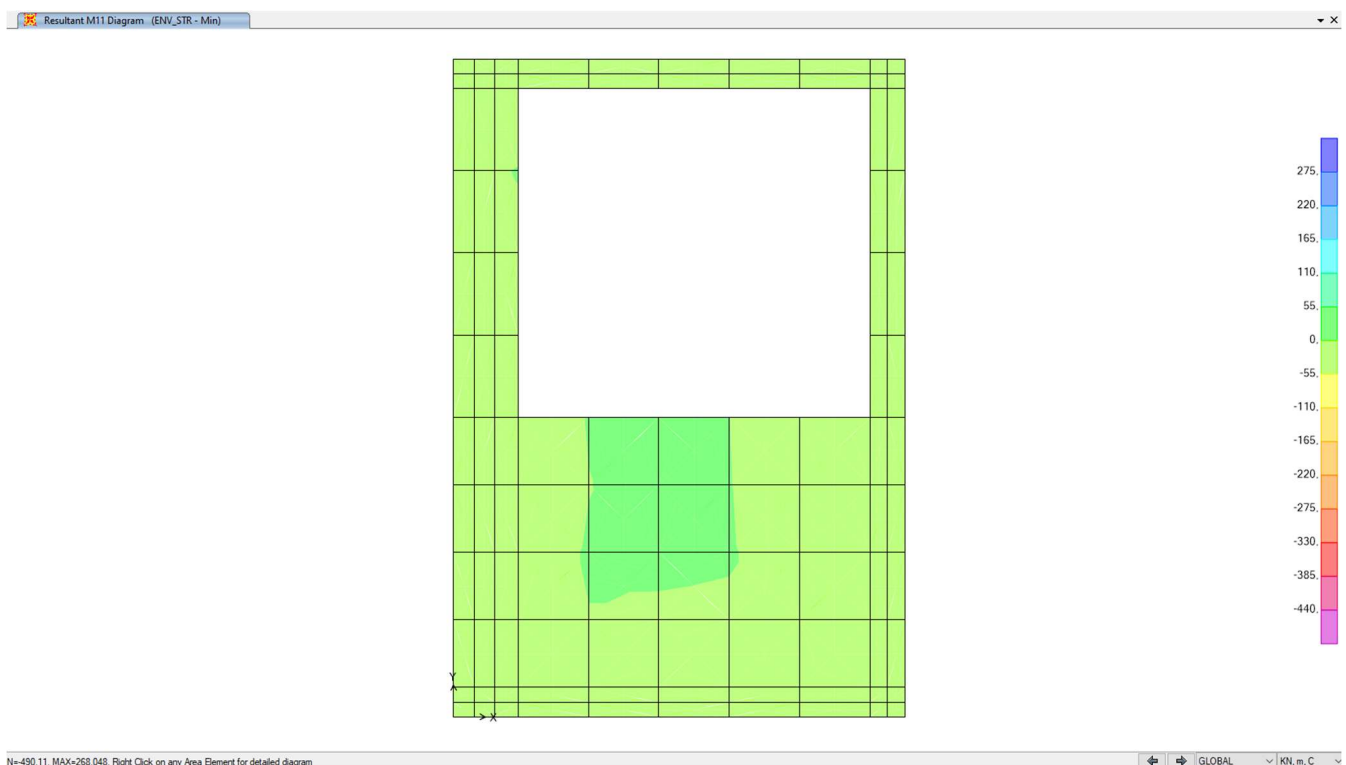 Resultant M11 Diagram (ENV_STR - Min)
275.
220.
165.
110.
55.
0.
-55.
-110.
-165.
-220.
-275.
-330.
-385.
-440.
Y
X
N=-490.11, MAX=268.048, Right Click on any Area Element for detailed diagram
GLOBAL
KN, m, C